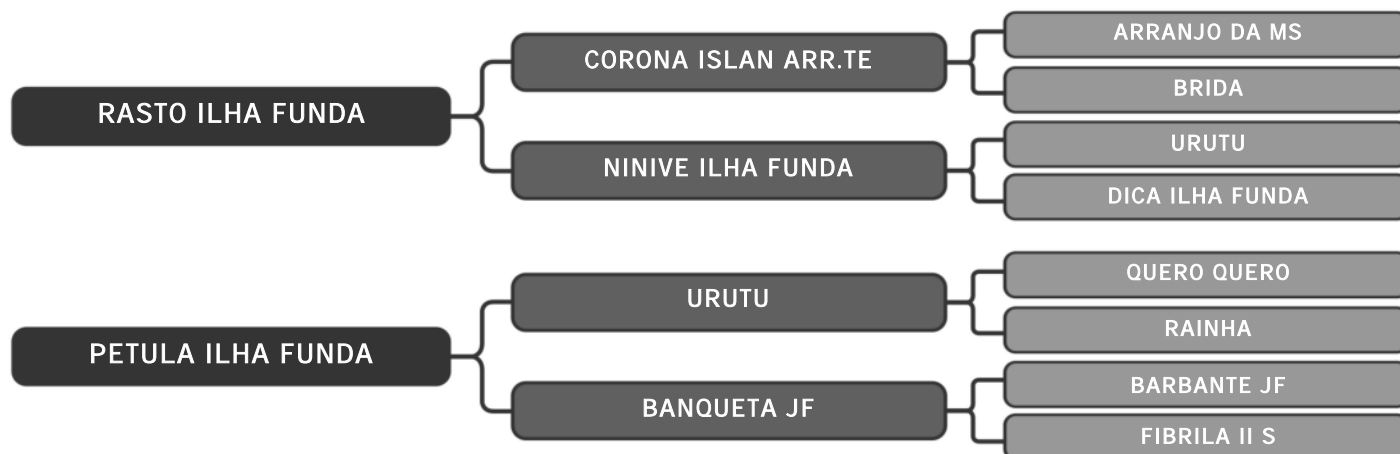 RASTO ILHA FUNDA
CORONA ISLAN ARR.TE
ARRANJO DA MS
BRIDA
NINIVE ILHA FUNDA
URUTU
DICA ILHA FUNDA
PETULA ILHA FUNDA
URUTU
QUERO QUERO
RAINHA
BANQUETA JF
BARBANTE JF
FIBRILA II S